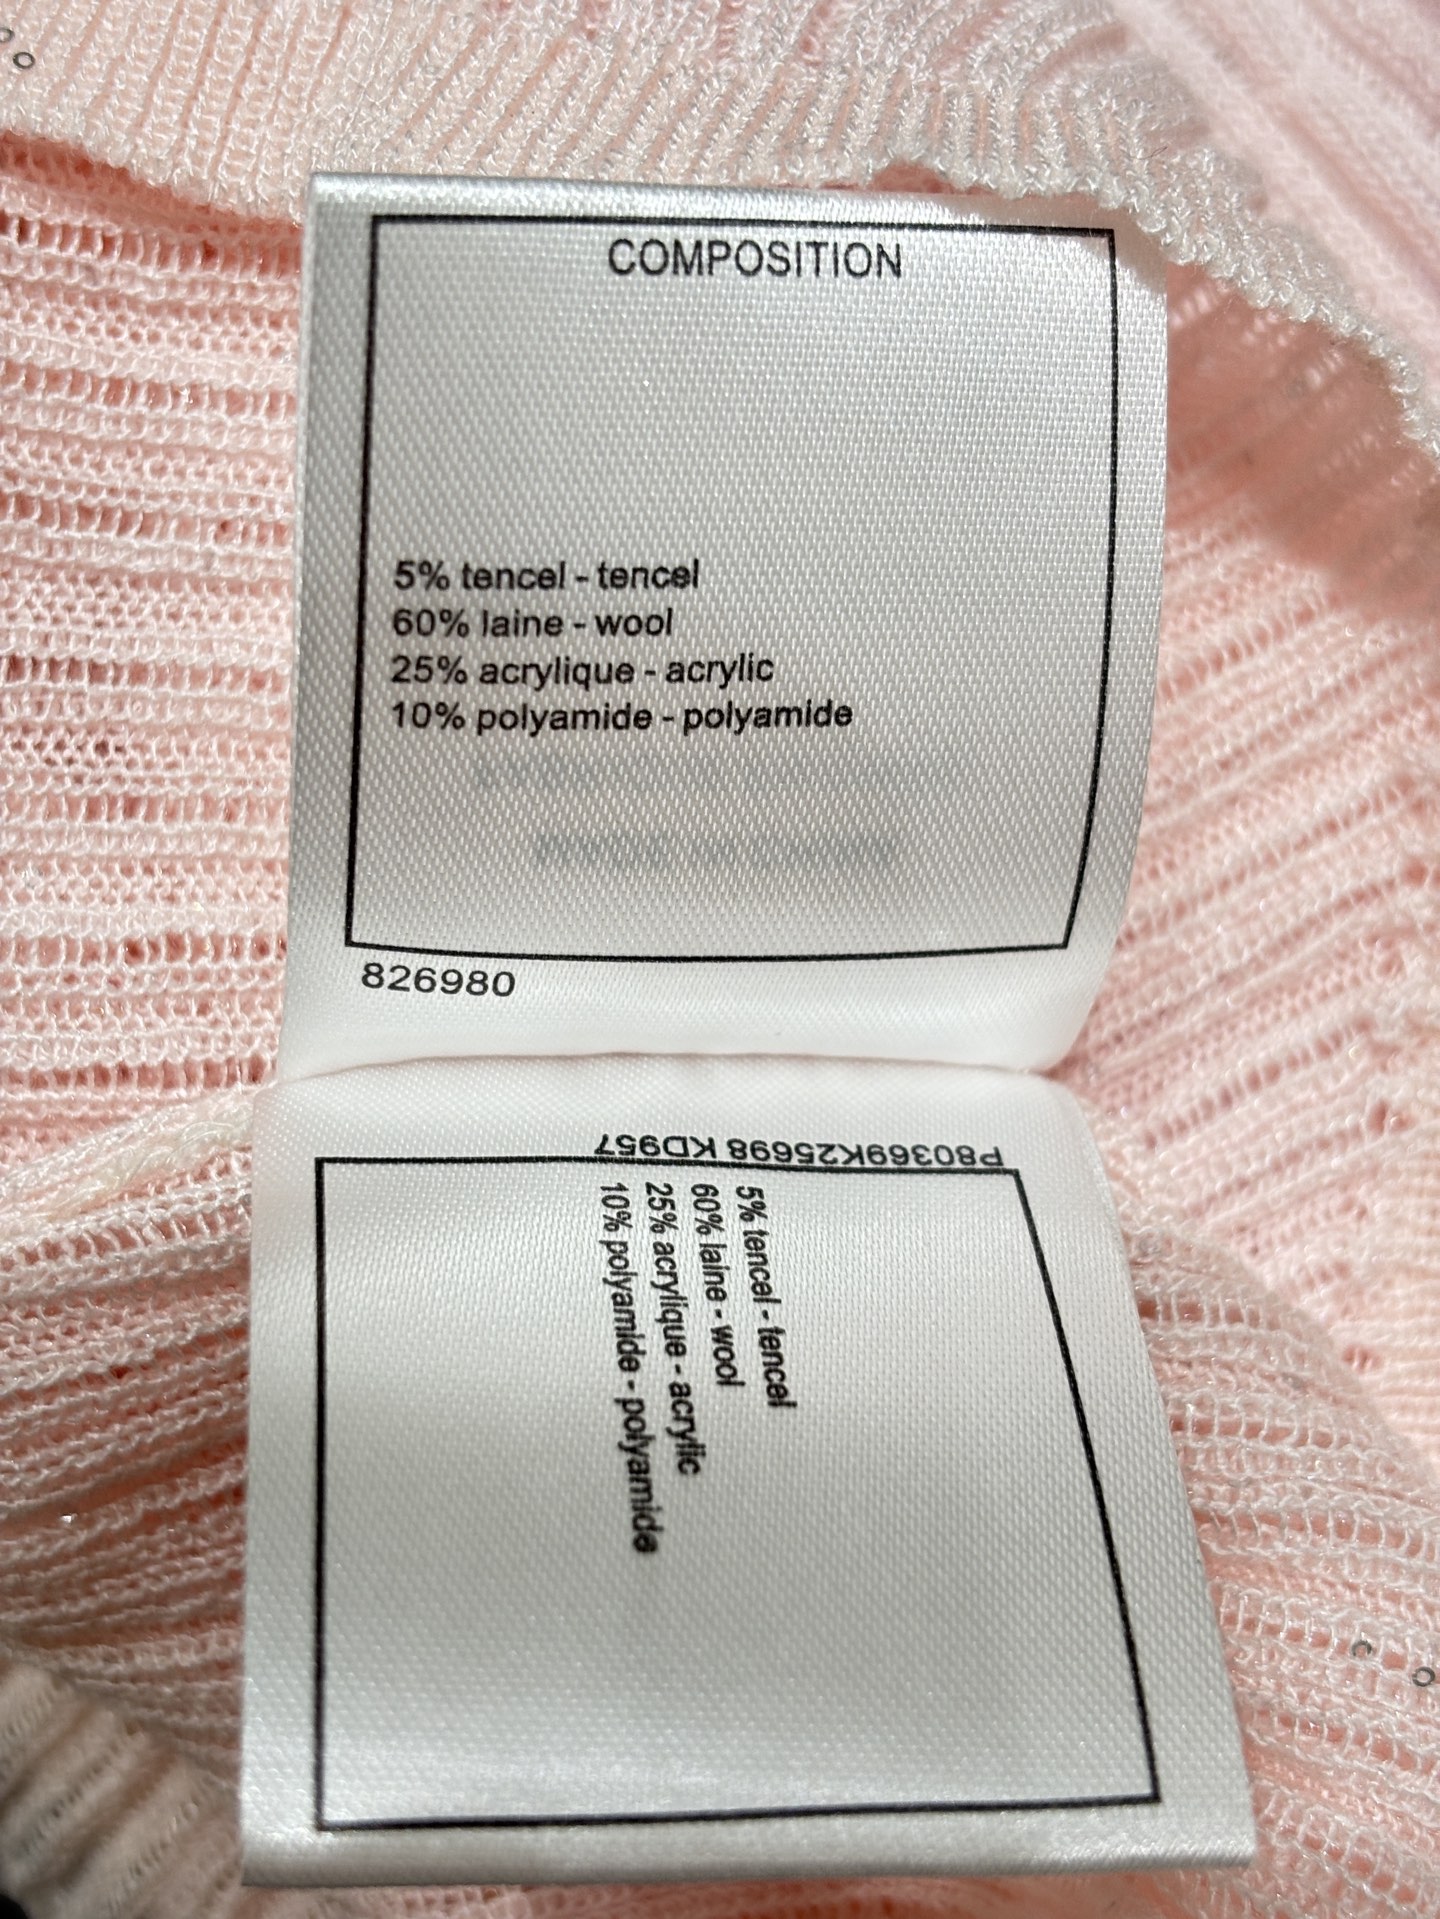 COMPOSITION
5% tencel - tencel
60% laine - wool
25% acrylique - acrylic
10% polyamide - polyamide
826980
P80369K25698 KD957
5% tencel - tencel
60% laine - wool
25% acrylique - acrylic
10% polyamide - polyamide